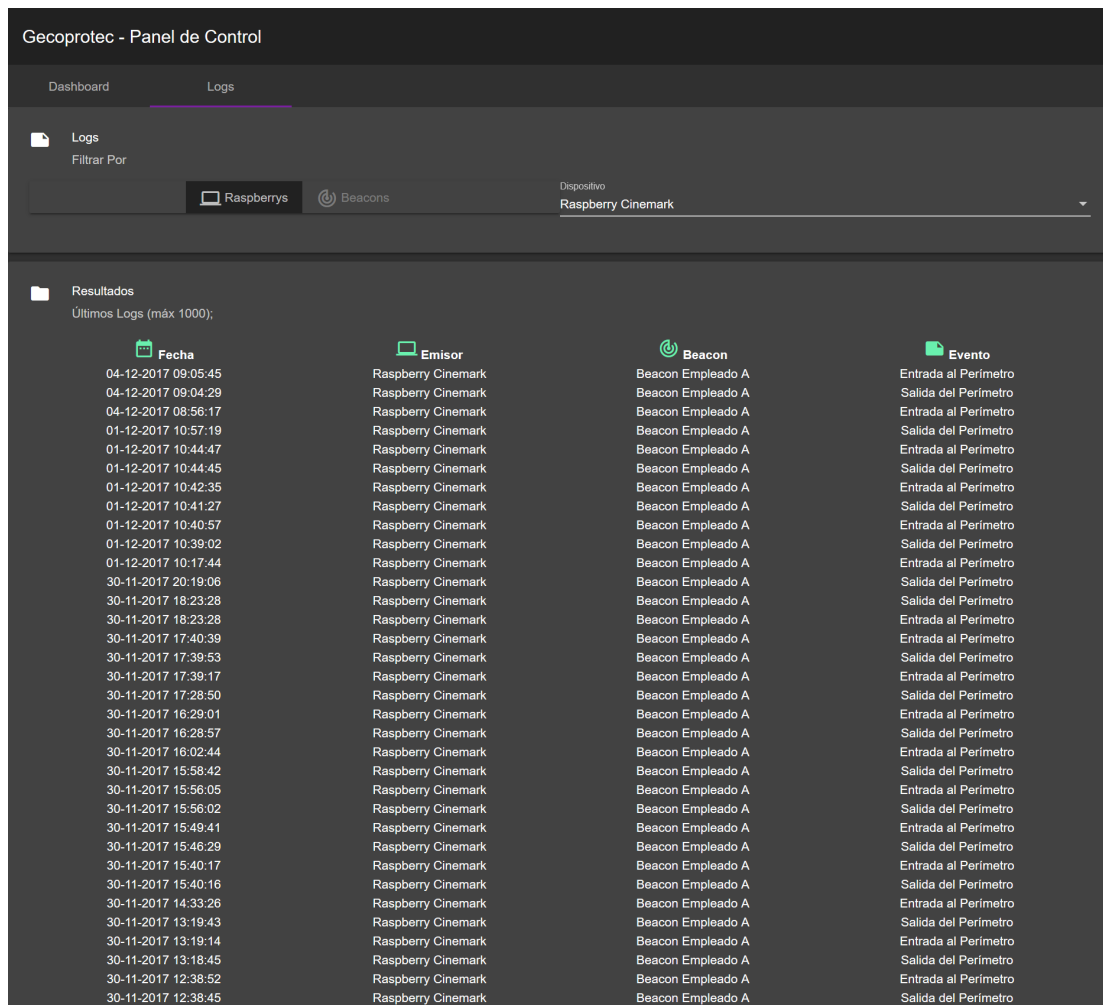 Gecoprotec - Panel de Control
Dashboard Logs
Logs
Filtrar Por
Raspberrys Beacons
Dispositivo
Raspberry Cinemark
Resultados
Últimos Logs (máx 1000);
Fecha Emisor Beacon Evento
04-12-2017 09:05:45 Raspberry Cinemark Beacon Empleado A Entrada al Perímetro
04-12-2017 09:04:29 Raspberry Cinemark Beacon Empleado A Salida del Perímetro
04-12-2017 08:56:17 Raspberry Cinemark Beacon Empleado A Entrada al Perímetro
01-12-2017 10:57:19 Raspberry Cinemark Beacon Empleado A Salida del Perímetro
01-12-2017 10:44:47 Raspberry Cinemark Beacon Empleado A Entrada al Perímetro
01-12-2017 10:44:45 Raspberry Cinemark Beacon Empleado A Salida del Perímetro
01-12-2017 10:42:35 Raspberry Cinemark Beacon Empleado A Entrada al Perímetro
01-12-2017 10:41:27 Raspberry Cinemark Beacon Empleado A Salida del Perímetro
01-12-2017 10:40:57 Raspberry Cinemark Beacon Empleado A Entrada al Perímetro
01-12-2017 10:39:02 Raspberry Cinemark Beacon Empleado A Salida del Perímetro
01-12-2017 10:17:44 Raspberry Cinemark Beacon Empleado A Entrada al Perímetro
30-11-2017 20:19:06 Raspberry Cinemark Beacon Empleado A Salida del Perímetro
30-11-2017 18:23:28 Raspberry Cinemark Beacon Empleado A Salida del Perímetro
30-11-2017 18:23:28 Raspberry Cinemark Beacon Empleado A Entrada al Perímetro
30-11-2017 17:40:39 Raspberry Cinemark Beacon Empleado A Entrada al Perímetro
30-11-2017 17:39:53 Raspberry Cinemark Beacon Empleado A Salida del Perímetro
30-11-2017 17:39:17 Raspberry Cinemark Beacon Empleado A Entrada al Perímetro
30-11-2017 17:28:50 Raspberry Cinemark Beacon Empleado A Salida del Perímetro
30-11-2017 16:29:01 Raspberry Cinemark Beacon Empleado A Entrada al Perímetro
30-11-2017 16:28:57 Raspberry Cinemark Beacon Empleado A Salida del Perímetro
30-11-2017 16:02:44 Raspberry Cinemark Beacon Empleado A Entrada al Perímetro
30-11-2017 15:58:42 Raspberry Cinemark Beacon Empleado A Salida del Perímetro
30-11-2017 15:56:05 Raspberry Cinemark Beacon Empleado A Entrada al Perímetro
30-11-2017 15:56:02 Raspberry Cinemark Beacon Empleado A Salida del Perímetro
30-11-2017 15:49:41 Raspberry Cinemark Beacon Empleado A Entrada al Perímetro
30-11-2017 15:46:29 Raspberry Cinemark Beacon Empleado A Salida del Perímetro
30-11-2017 15:40:17 Raspberry Cinemark Beacon Empleado A Entrada al Perímetro
30-11-2017 15:40:16 Raspberry Cinemark Beacon Empleado A Salida del Perímetro
30-11-2017 14:33:26 Raspberry Cinemark Beacon Empleado A Entrada al Perímetro
30-11-2017 13:19:43 Raspberry Cinemark Beacon Empleado A Salida del Perímetro
30-11-2017 13:19:14 Raspberry Cinemark Beacon Empleado A Entrada al Perímetro
30-11-2017 13:18:45 Raspberry Cinemark Beacon Empleado A Salida del Perímetro
30-11-2017 12:38:52 Raspberry Cinemark Beacon Empleado A Entrada al Perímetro
30-11-2017 12:38:45 Raspberry Cinemark Beacon Empleado A Salida del Perímetro